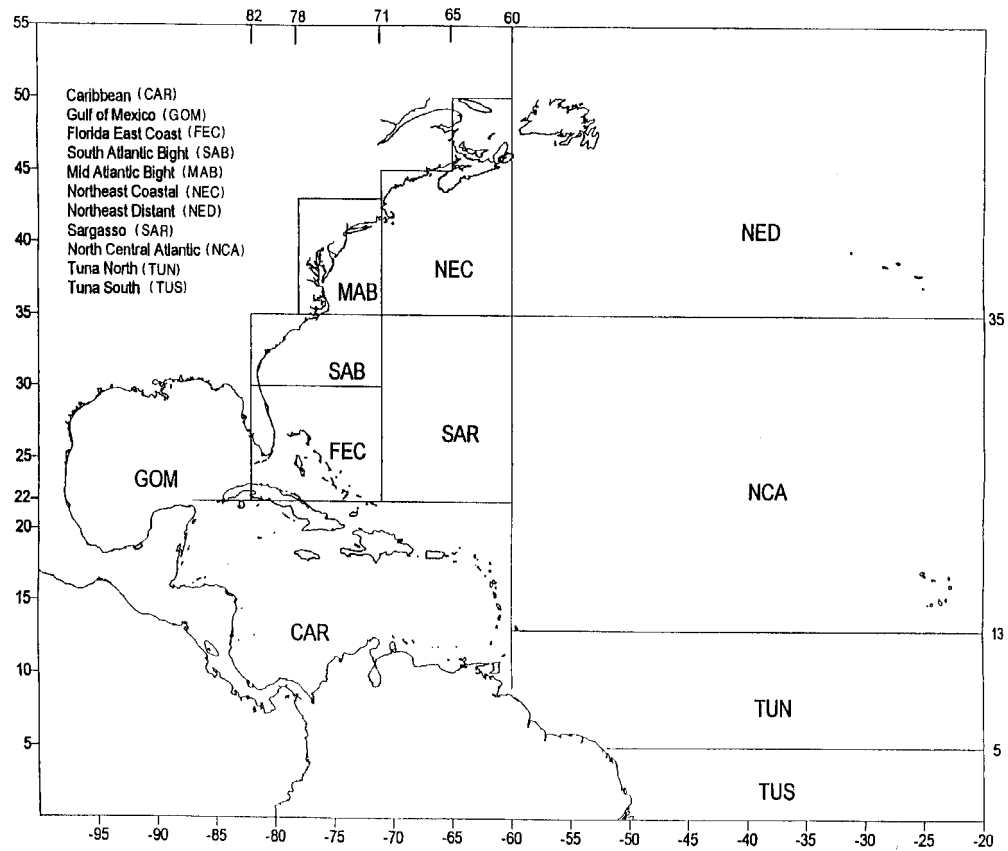 82 78 71 65 60
55
50
45
40
35
30
25
22
20
15
10
5
Caribbean (CAR)
Gulf of Mexico (GOM)
Florida East Coast (FEC)
South Atlantic Bight (SAB)
Mid Atlantic Bight (MAB)
Northeast Coastal (NEC)
Northeast Distant (NED)
Sargasso (SAR)
North Central Atlantic (NCA)
Tuna North (TUN)
Tuna South (TUS)
NED
NEC
MAB
SAB
SAR
FEC
GOM
NCA
CAR
TUN
TUS
35
13
5
-95 -90 -85 -80 -75 -70 -65 -60 -55 -50 -45 -40 -35 -30 -25 -20